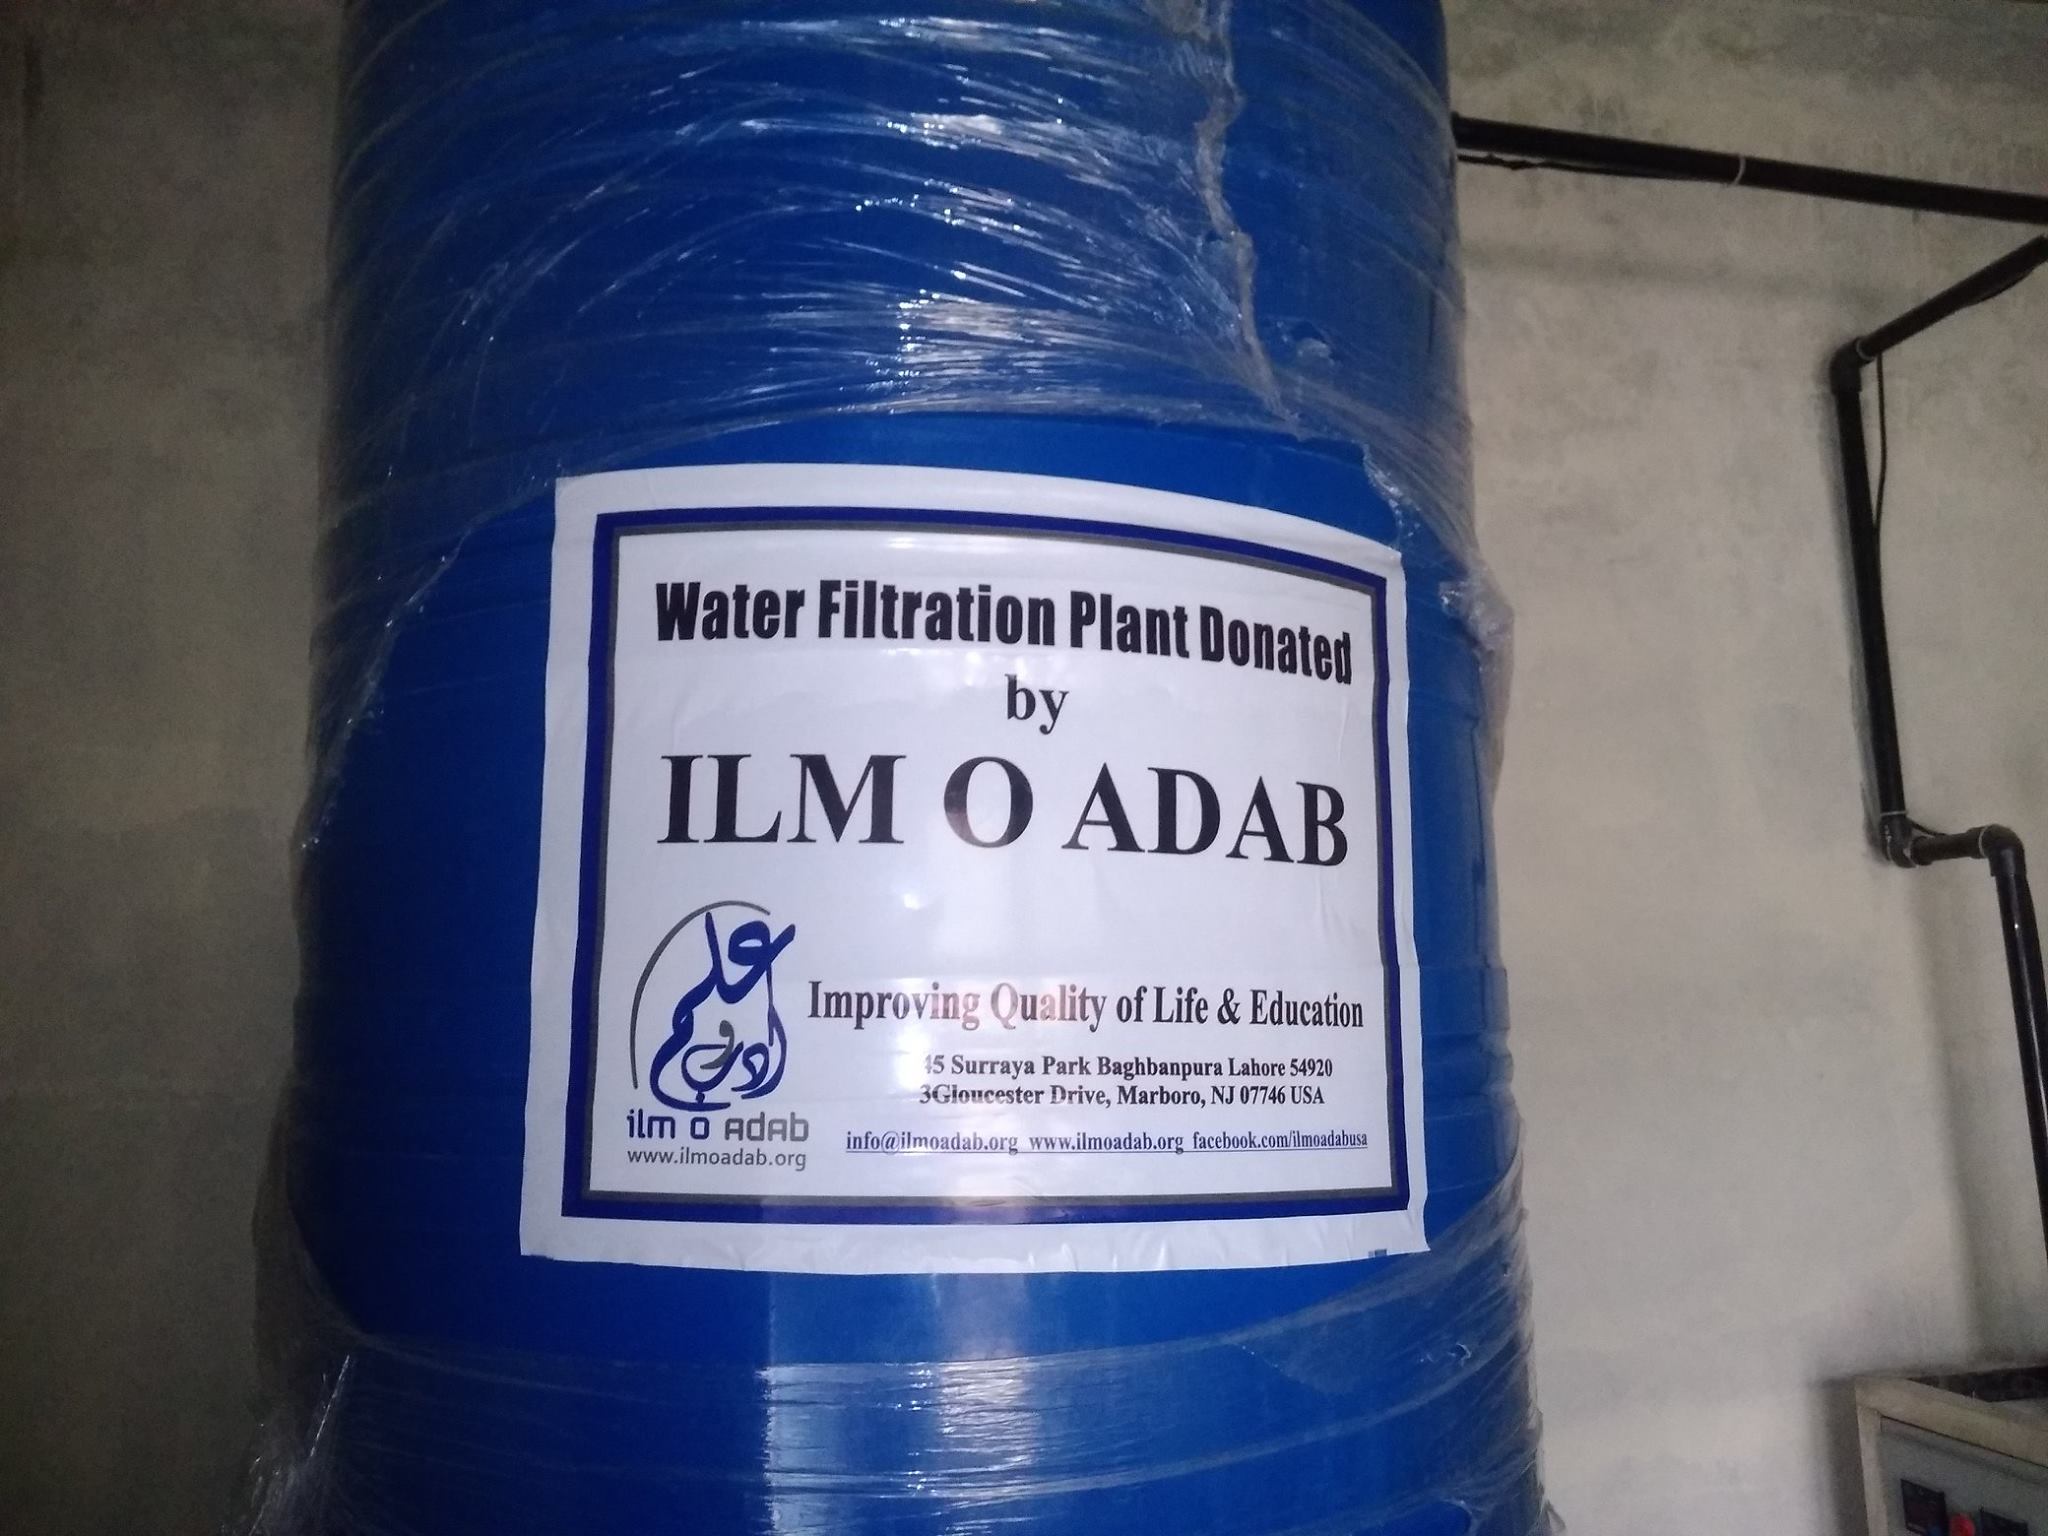 Water Filtration Plant Donated
by
ILM O ADAB
علم و ادب
ilm o adab
www.ilmoadab.org
Improving Quality of Life & Education
45 Surraya Park Baghbanpura Lahore 54920
3Gloucester Drive, Marboro, NJ 07746 USA
info@ilmoadab.org www.ilmoadab.org facebook.com/ilmoadabusa